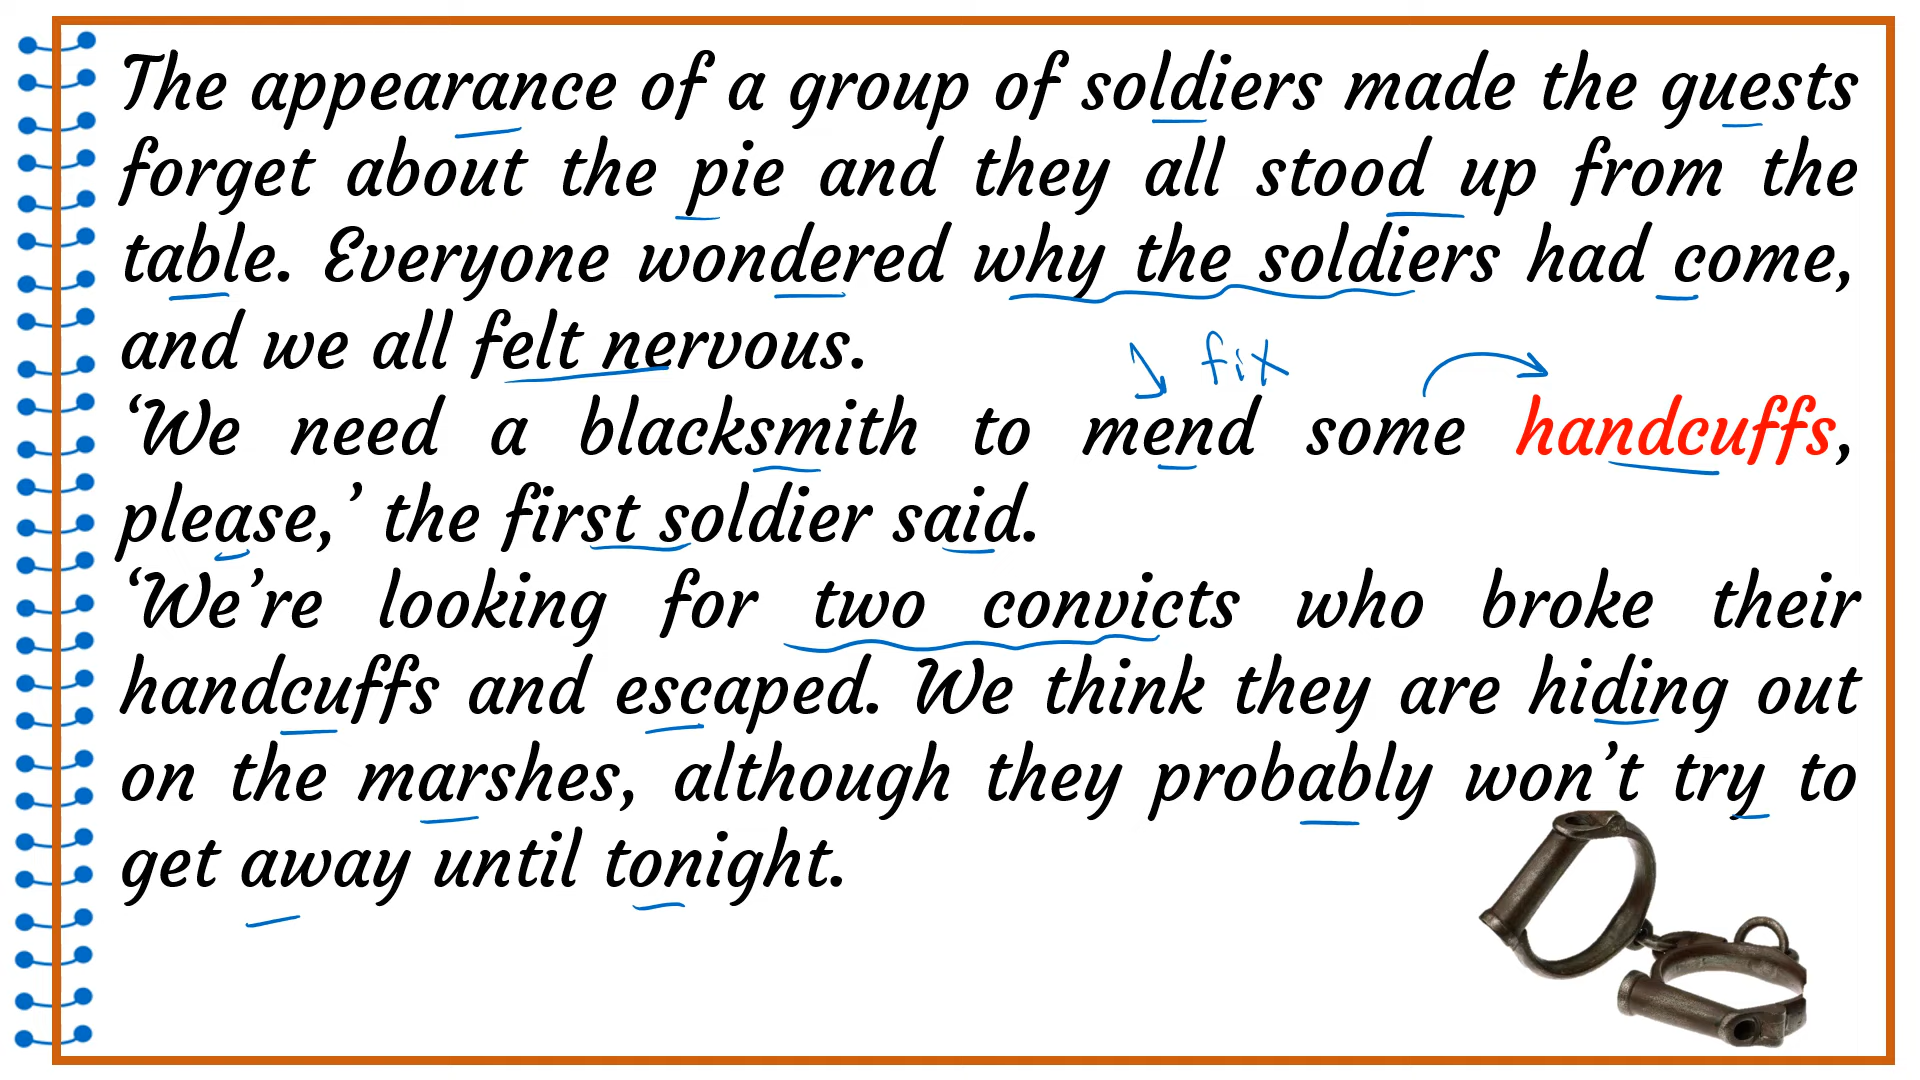 The appearance of a group of soldiers made the guests
forget about the pie and they all stood up from the
table. Everyone wondered why the soldiers had come,
and we all felt nervous.
fix
‘We need a blacksmith to mend some handcuffs,
please,’ the first soldier said.
‘We’re looking for two convicts who broke their
handcuffs and escaped. We think they are hiding out
on the marshes, although they probably won’t try to
get away until tonight.